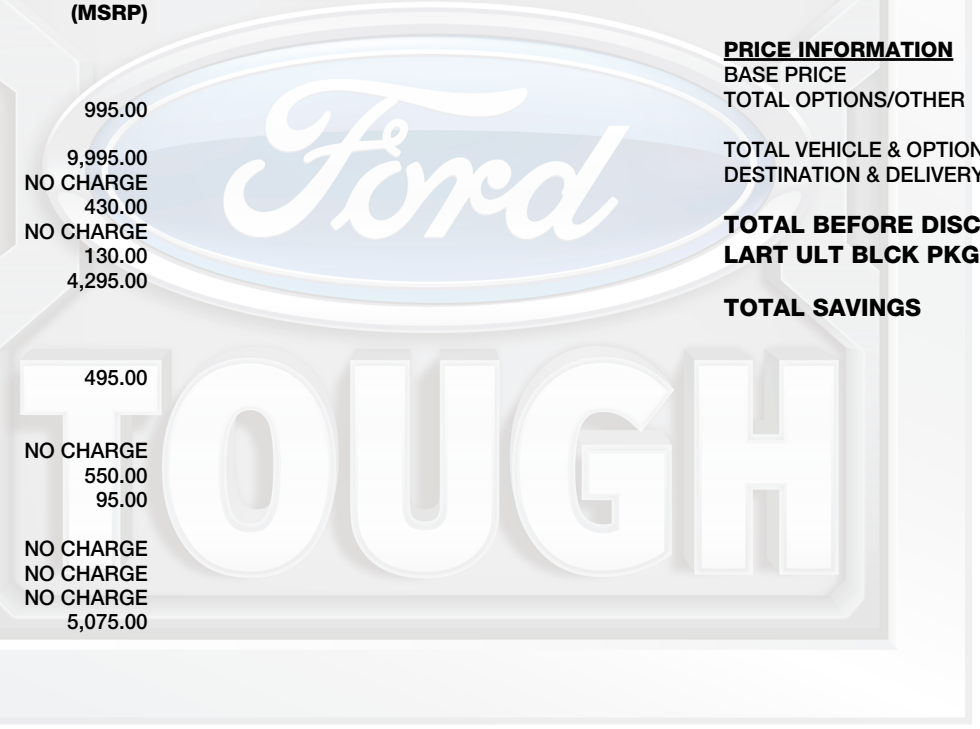 (MSRP)
995.00
9,995.00
NO CHARGE
430.00
NO CHARGE
130.00
4,295.00
495.00
NO CHARGE
550.00
95.00
NO CHARGE
NO CHARGE
NO CHARGE
5,075.00
PRICE INFORMATION
BASE PRICE
TOTAL OPTIONS/OTHER
TOTAL VEHICLE & OPTION
DESTINATION & DELIVERY
TOTAL BEFORE DISC
LART ULT BLCK PKG
TOTAL SAVINGS
Ford
TOUGH